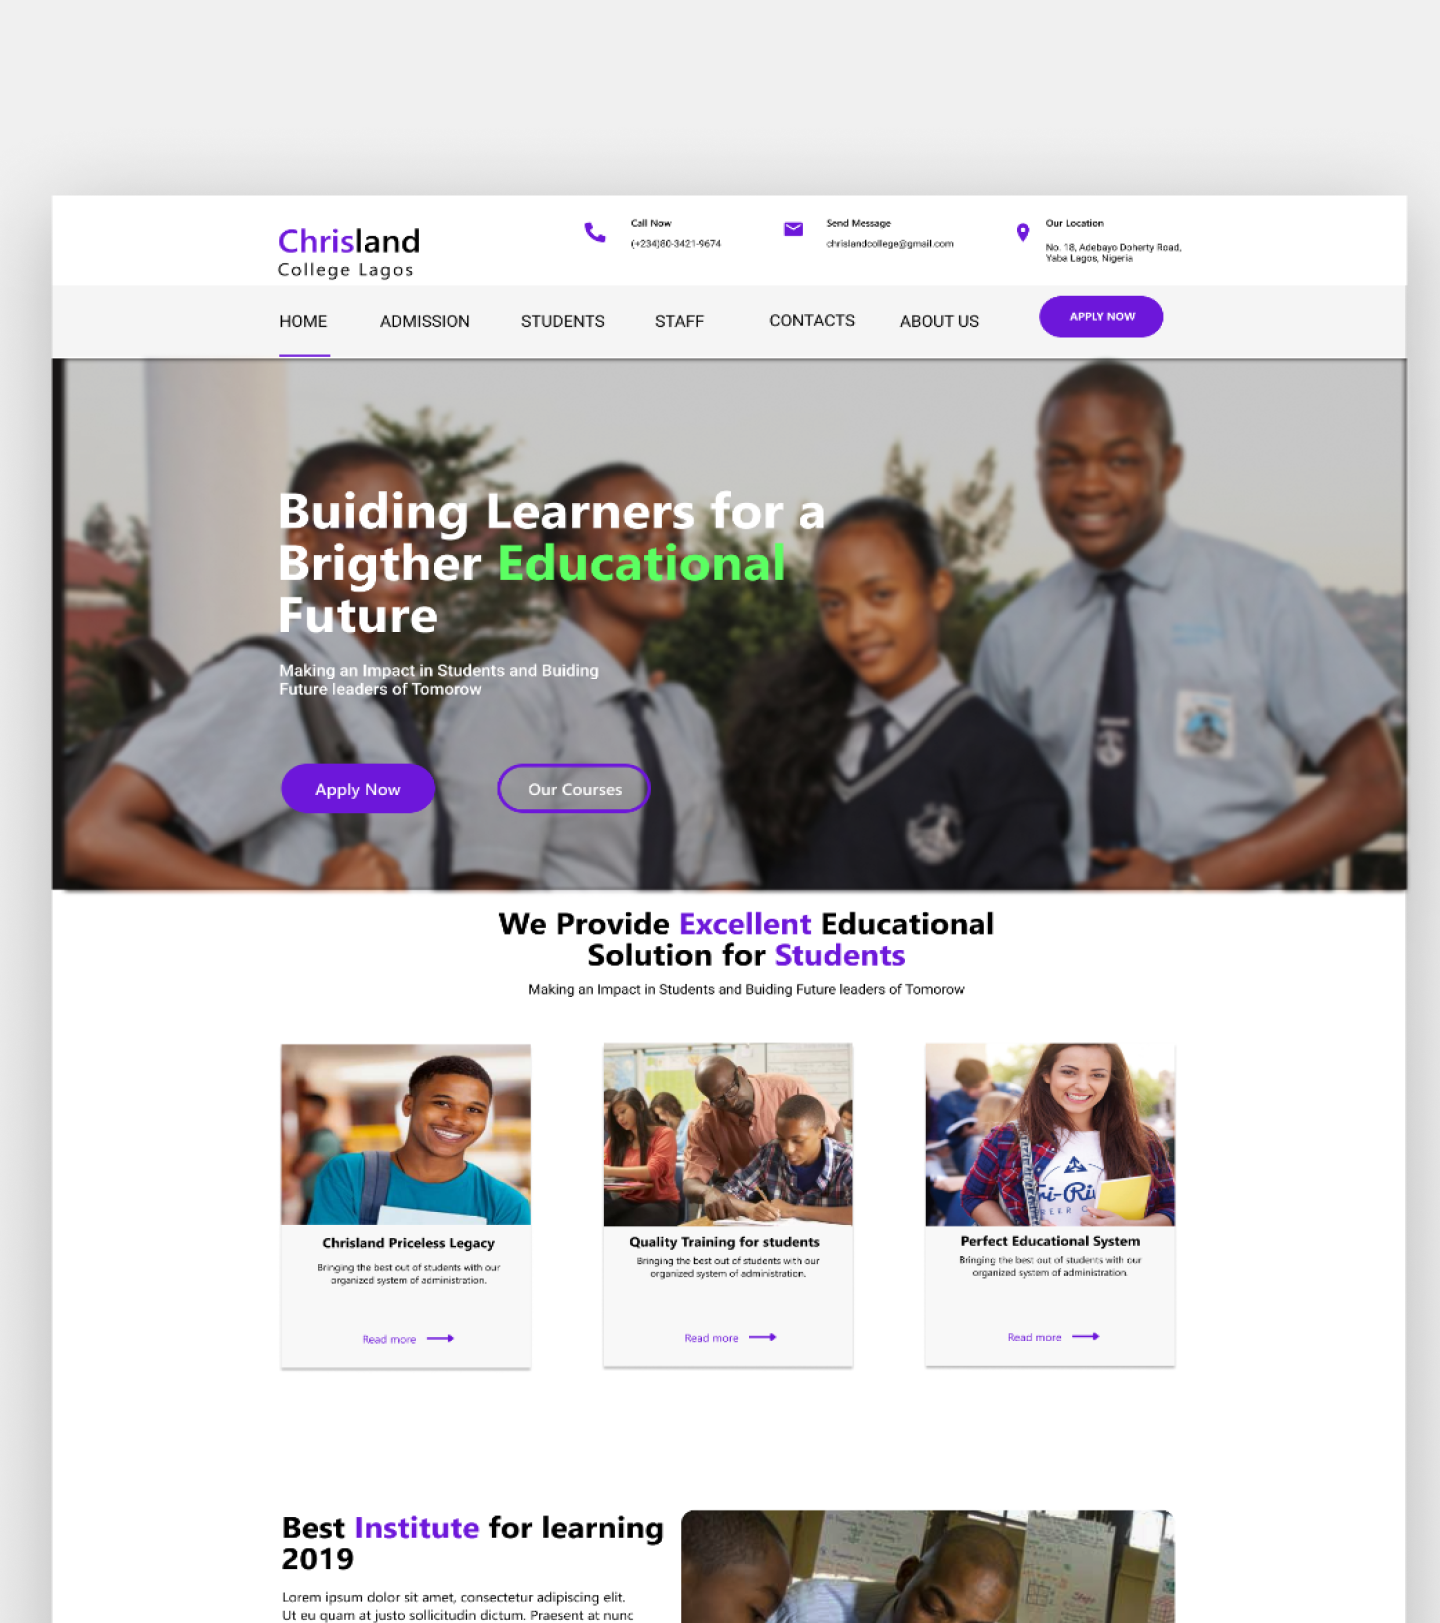 Chrisland
College Lagos
Call Now
(+234)80-3421-9674
Send Message
chrislandcollege@gmail.com
Our Location
No. 18, Adebayo Doherty Road,
Yaba Lagos, Nigeria
HOME
ADMISSION
STUDENTS
STAFF
CONTACTS
ABOUT US
APPLY NOW
Buiding Learners for a
Brigther Educational
Future
Making an Impact in Students and Buiding
Future leaders of Tomorow
Apply Now
Our Courses
We Provide Excellent Educational
Solution for Students
Making an Impact in Students and Buiding Future leaders of Tomorow
Chrisland Priceless Legacy
Bringing the best out of students with our
organized system of administration.
Read more
Quality Training for students
Bringing the best out of students with our
organized system of administration.
Read more
Perfect Educational System
Bringing the best out of students with our
organized system of administration.
Read more
Best Institute for learning
2019
Lorem ipsum dolor sit amet, consectetur adipiscing elit.
Ut eu quam at justo sollicitudin dictum. Praesent at nunc